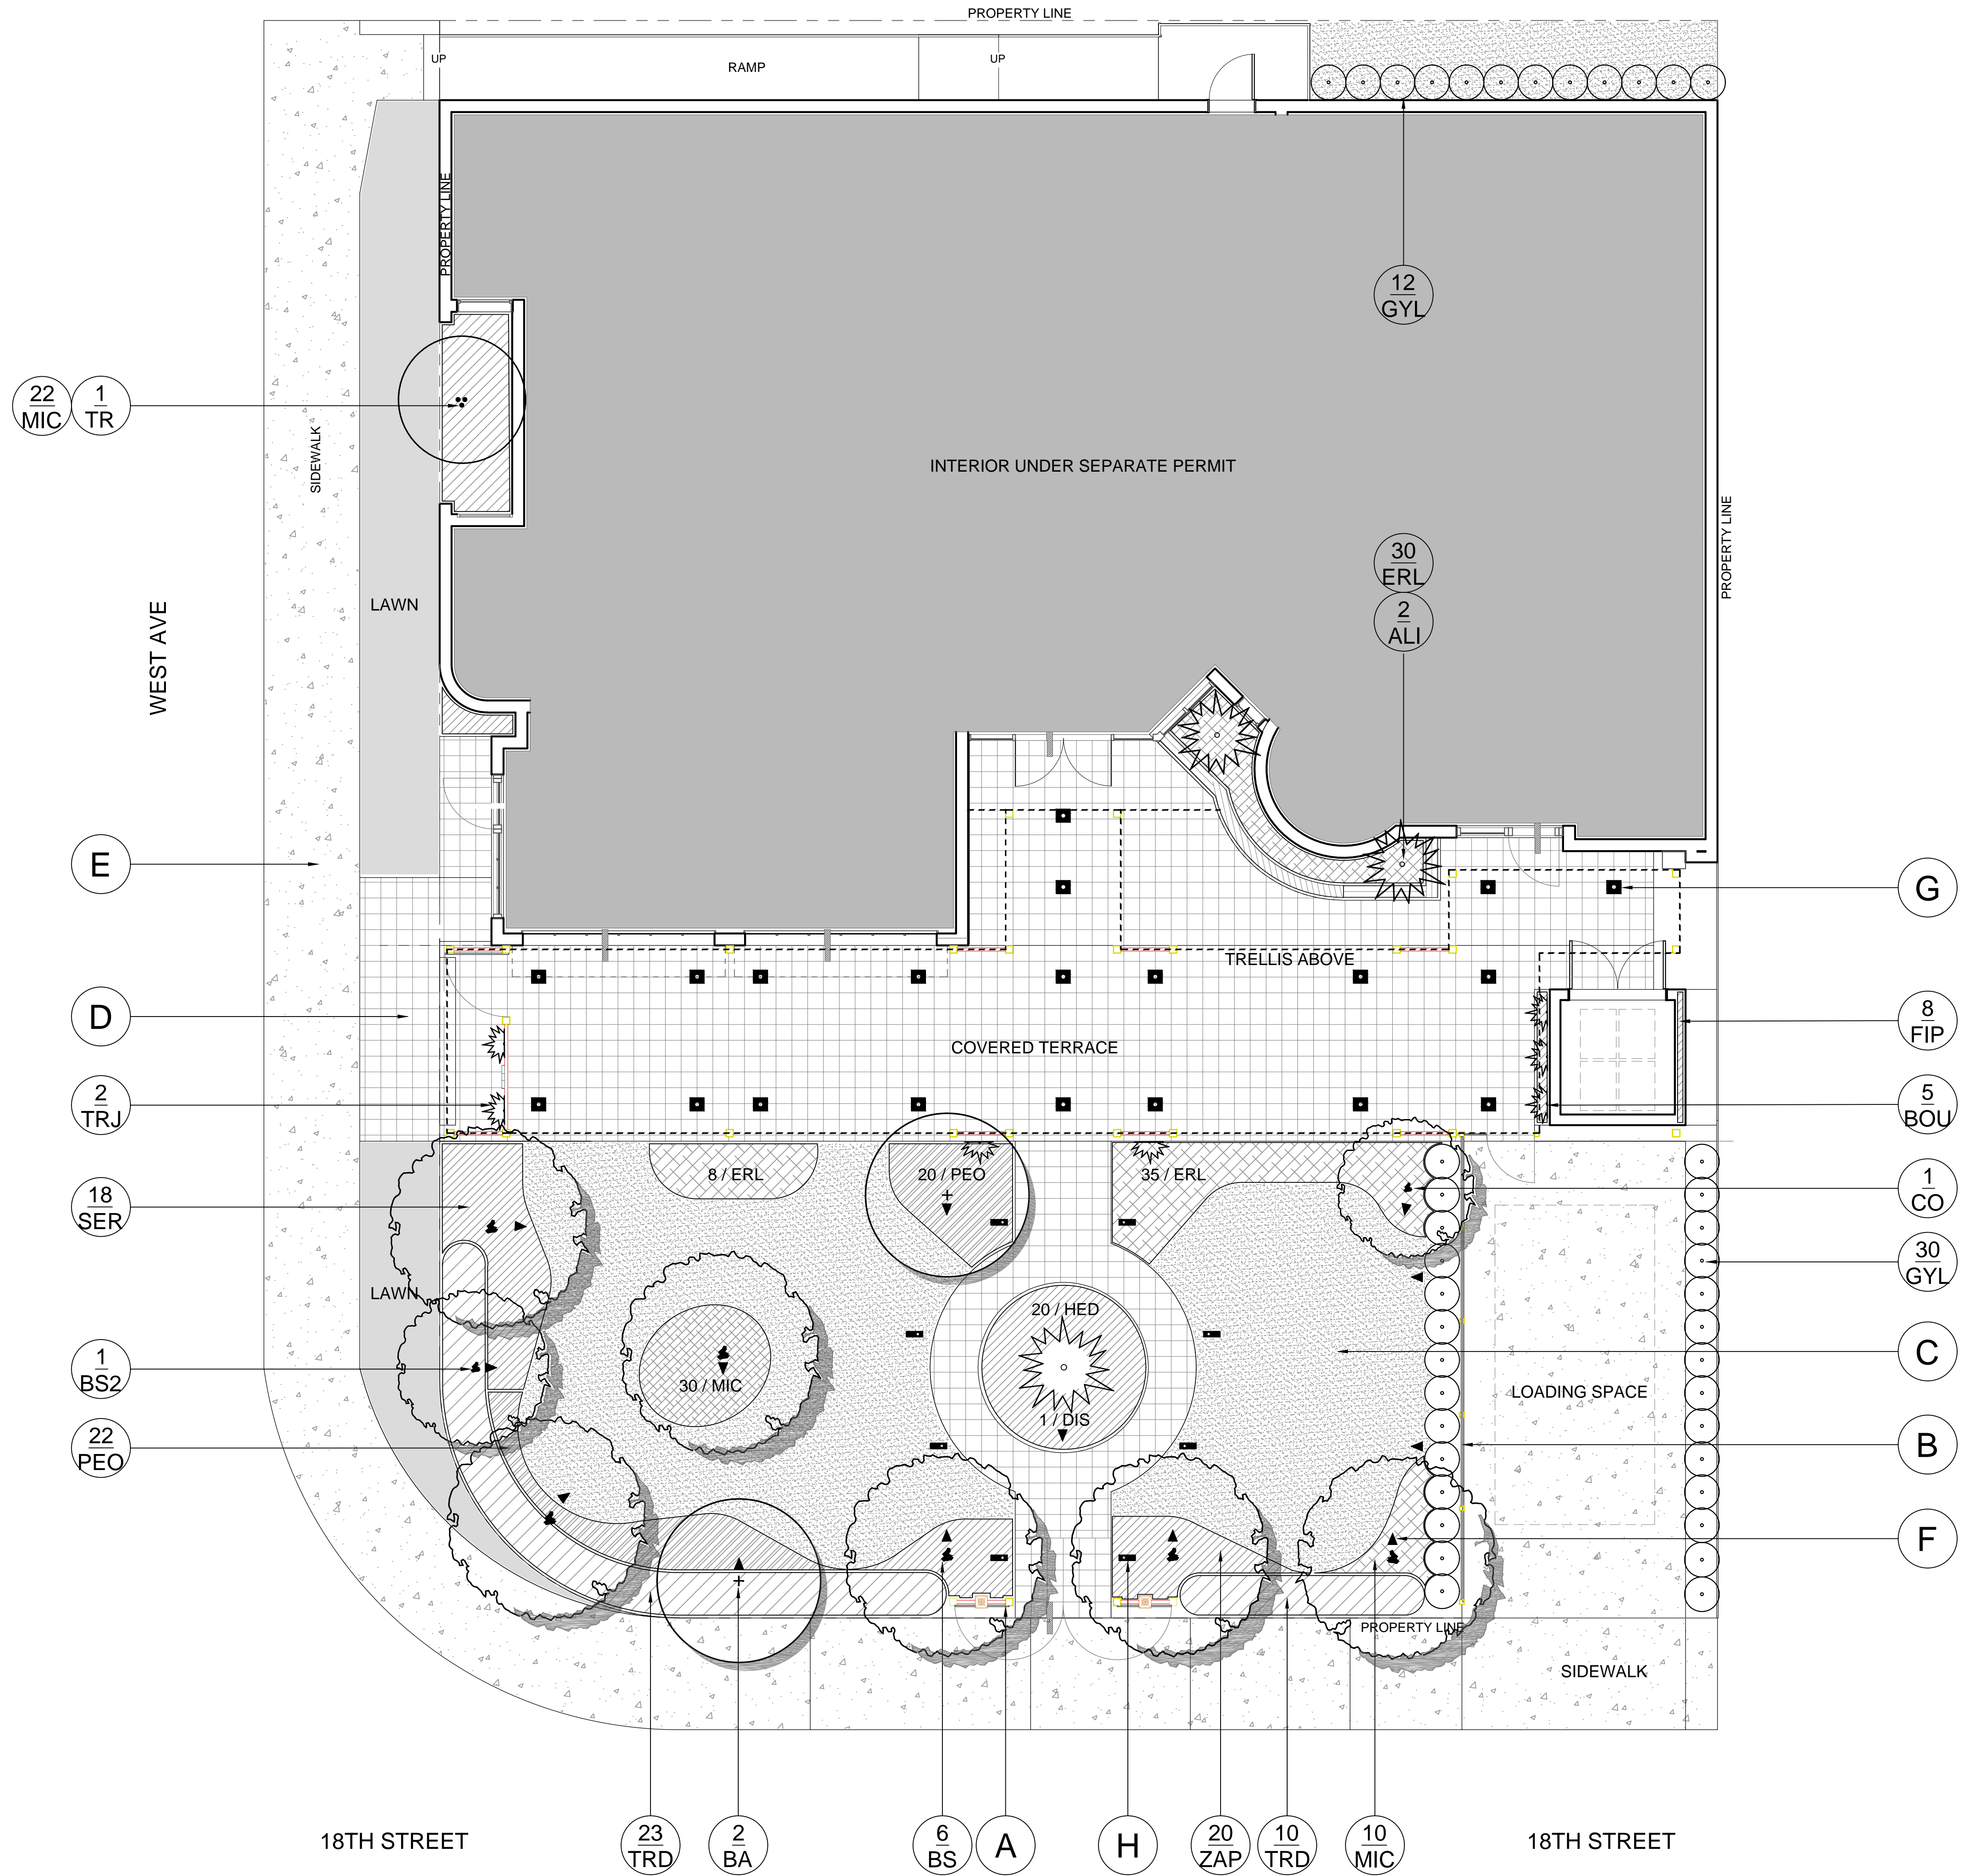 PROPERTY LINE
UP
RAMP
UP
PROPERTY LINE
12
GYL
22
MIC
1
TR
SIDEWALK
INTERIOR UNDER SEPARATE PERMIT
PROPERTY LINE
30
ERL
2
ALI
LAWN
WEST AVE
E
G
TRELLIS ABOVE
D
COVERED TERRACE
8
FIP
2
TRJ
5
BOU
8 / ERL
20 / PEO
35 / ERL
18
SER
1
CO
30
GYL
LAWN
20 / HED
1
BS2
30 / MIC
1 / DIS
C
LOADING SPACE
22
PEO
B
F
PROPERTY LINE
SIDEWALK
18TH STREET
23
TRD
2
BA
6
BS
A
H
20
ZAP
10
TRD
10
MIC
18TH STREET